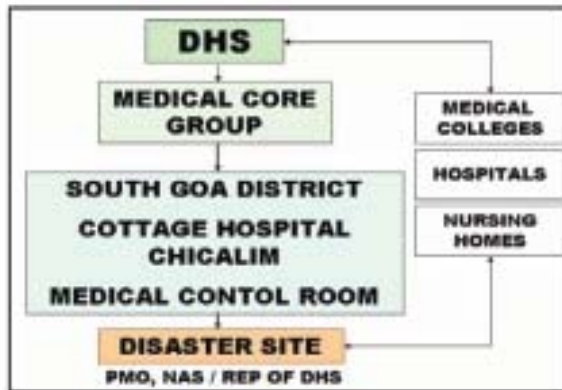 DHS
MEDICAL CORE
GROUP
SOUTH GOA DISTRICT
COTTAGE HOSPITAL
CHICALIM
MEDICAL CONTOL ROOM
DISASTER SITE
PMO, NAS / REP OF DHS
MEDICAL
COLLEGES
HOSPITALS
NURSING
HOMES